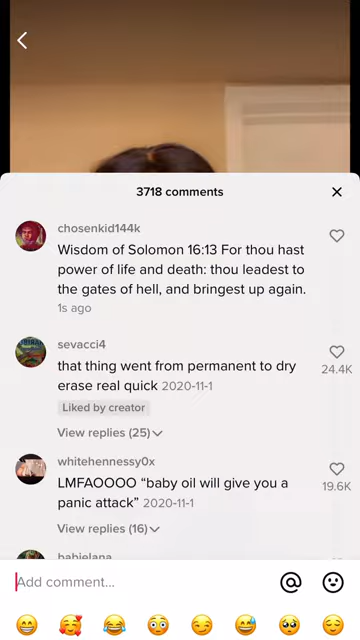 3718 comments
chosenkid144k
Wisdom of Solomon 16:13 For thou hast
power of life and death: thou leadest to
the gates of hell, and bringest up again.
1s ago
sevacci4
that thing went from permanent to dry
erase real quick 2020-11-1
24.4K
Liked by creator
View replies (25)
whitehennessy0x
LMFAOOOO “baby oil will give you a
panic attack” 2020-11-1
19.6K
View replies (16)
babielana
Add comment...